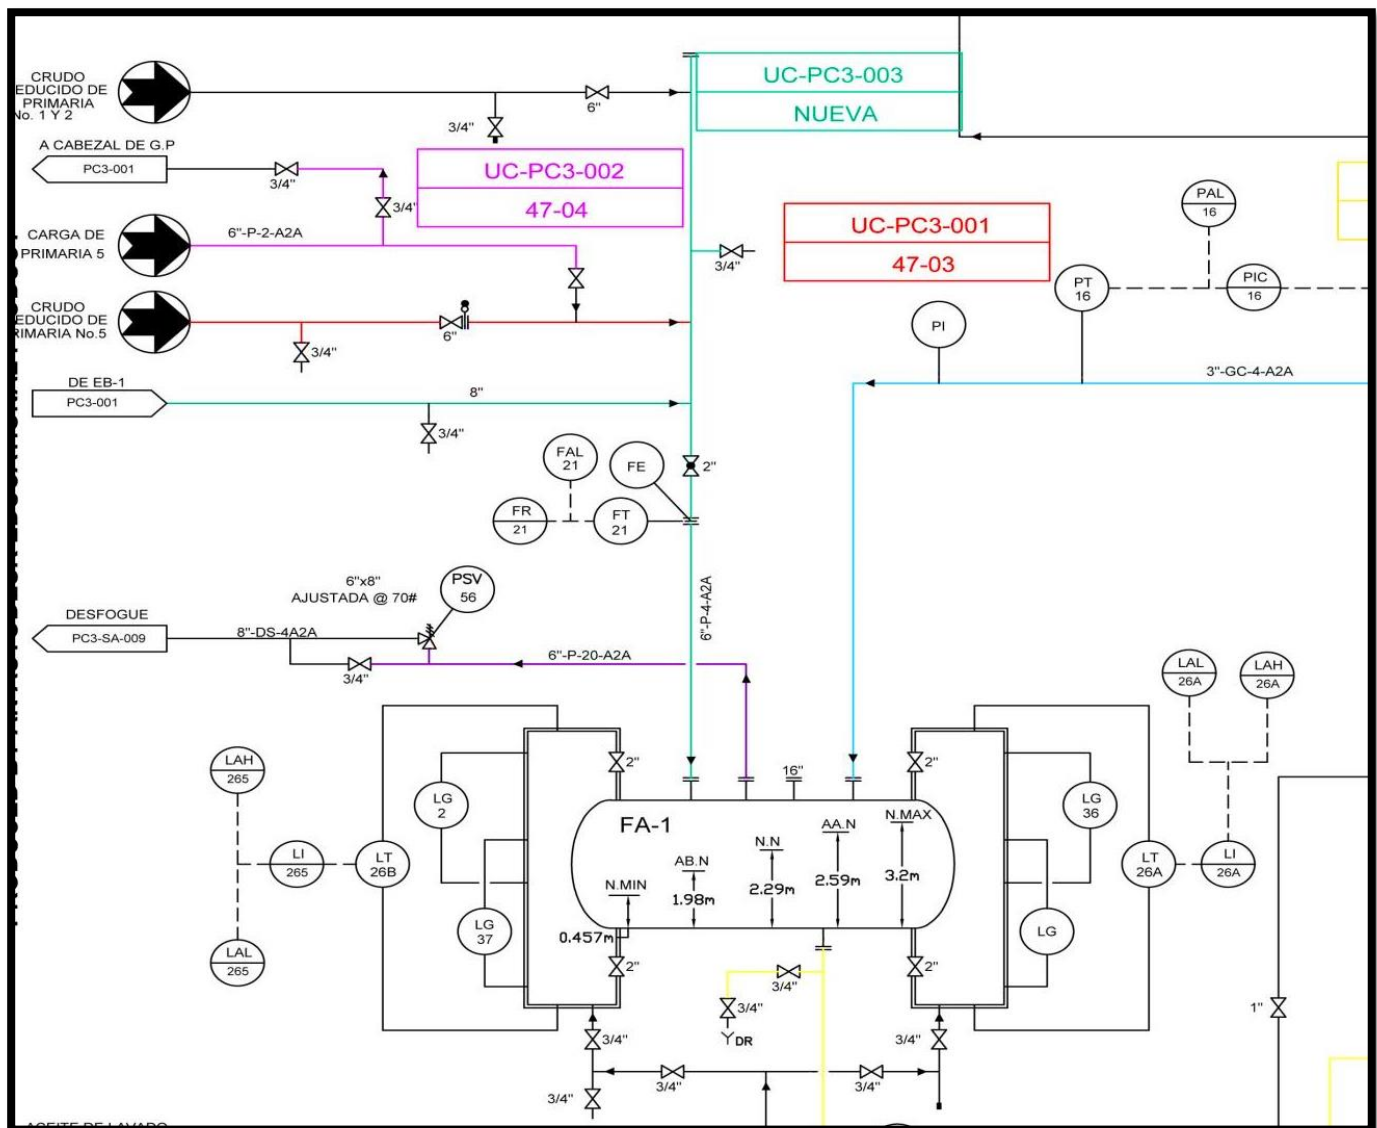 CRUDO
EDUCIDO DE
PRIMARIA
No. 1 Y 2
6"
3/4"
UC-PC3-003
NUEVA
A CABEZAL DE G.P
PC3-001
3/4"
3/4"
UC-PC3-002
47-04
CARGA DE
PRIMARIA 5
6"-P-2-A2A
3/4"
UC-PC3-001
47-03
PAL
16
PT
16
PIC
16
CRUDO
EDUCIDO DE
RIMARIA No.5
3/4"
6"
PI
DE EB-1
PC3-001
8"
3/4"
3"-GC-4-A2A
FAL
21
FE
2"
FR
21
FT
21
6"x8"
AJUSTADA @ 70#
PSV
56
6"-P-4-A2A
DESFOGUE
PC3-SA-009
8"-DS-4A2A
3/4"
6"-P-20-A2A
LAL
26A
LAH
26A
LAH
265
LG
2
2"
16"
2"
LG
36
FA-1
N.MIN
AB.N
N.N
AA.N
N.MAX
0.457m
1.98m
2.29m
2.59m
3.2m
LI
265
LT
26B
LT
26A
LI
26A
LG
37
LG
LAL
265
2"
2"
3/4"
3/4"
DR
1"
3/4"
3/4"
3/4"
3/4"
3/4"
ACEITE DE LAVADO